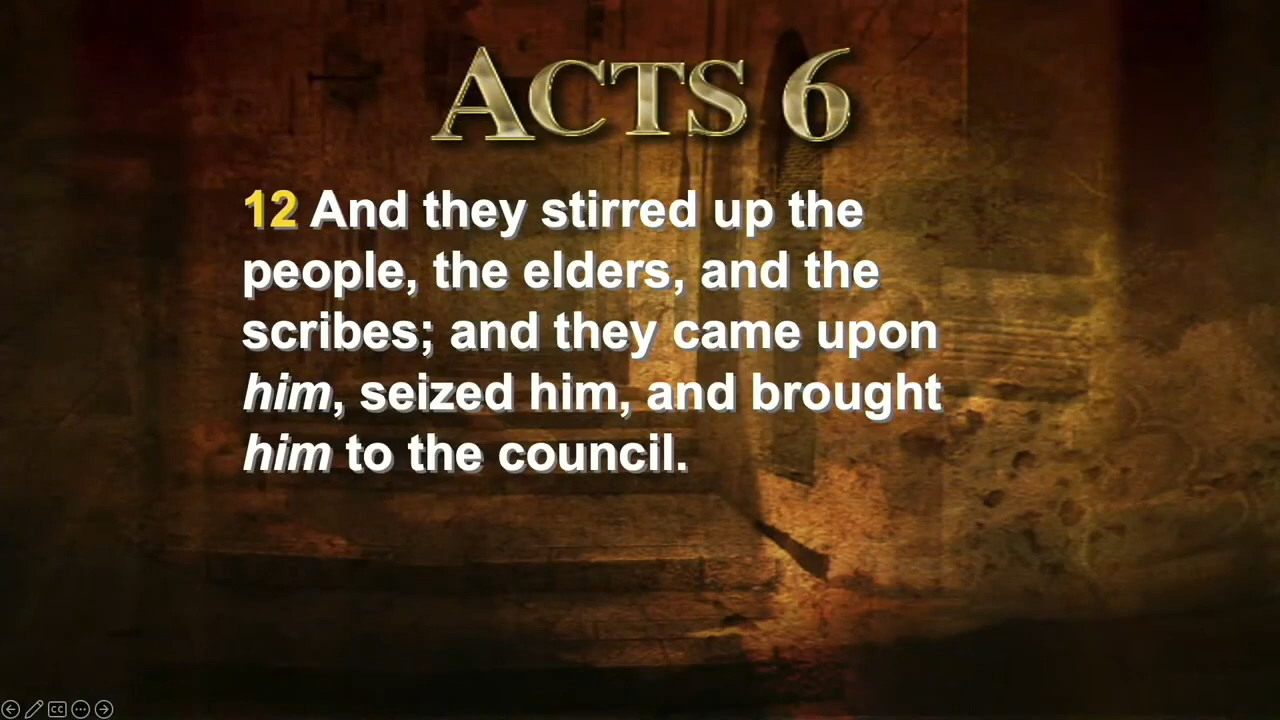 ACTS 6
12 And they stirred up the
people, the elders, and the
scribes; and they came upon
him, seized him, and brought
him to the council.
CC